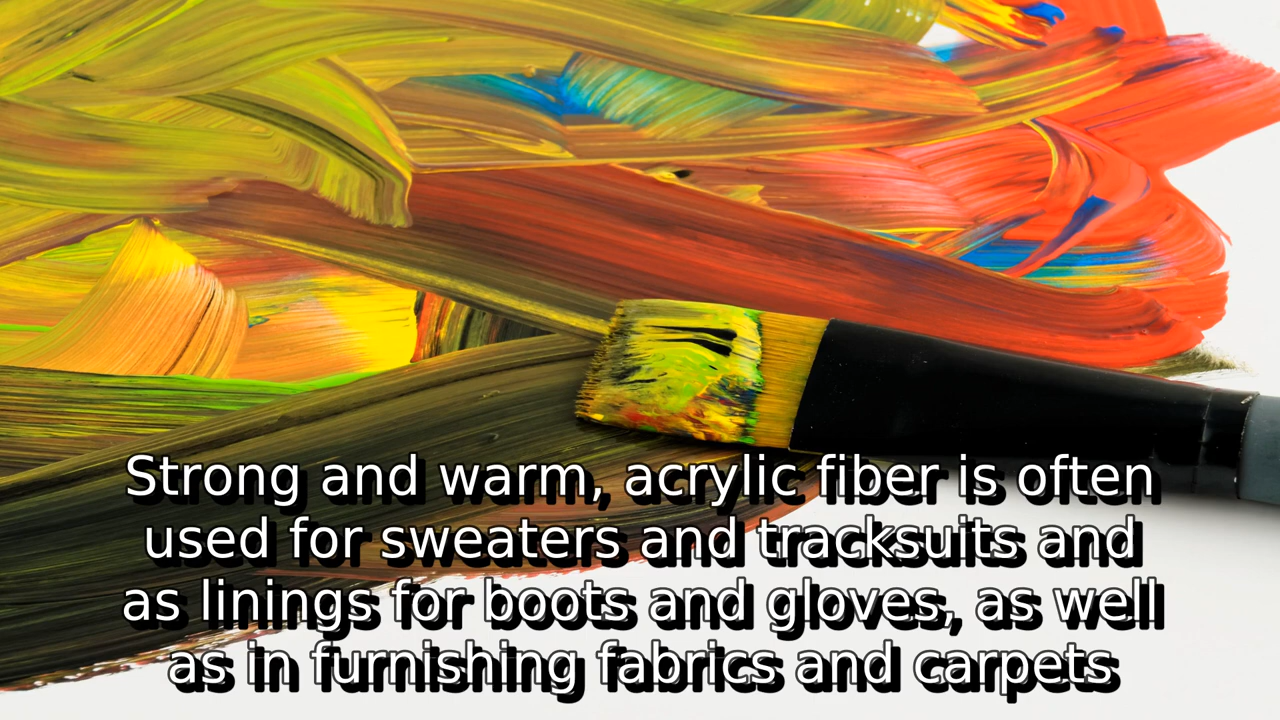 Strong and warm, acrylic fiber is often
used for sweaters and tracksuits and
as linings for boots and gloves, as well
as in furnishing fabrics and carpets